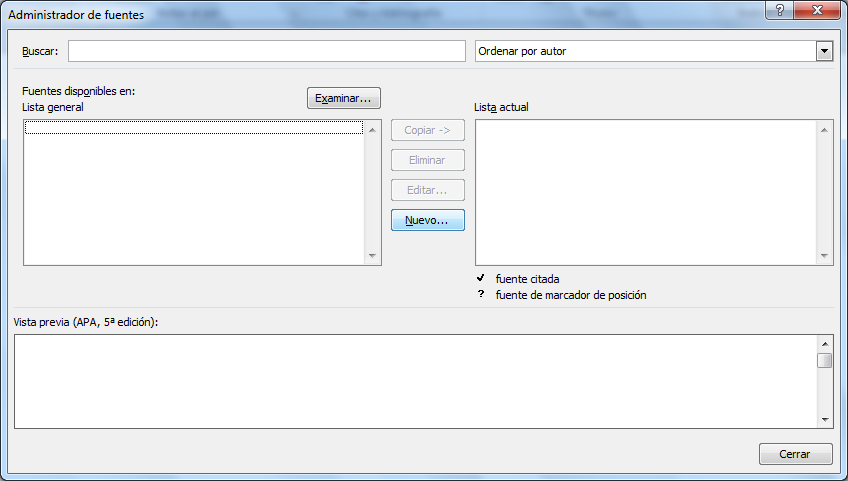 Administrador de fuentes
Buscar:
Ordenar por autor
Fuentes disponibles en:
Lista general
Examinar...
Lista actual
Copiar ->
Eliminar
Editar...
Nuevo...
✓ fuente citada
? fuente de marcador de posición
Vista previa (APA, 5ª edición):
Cerrar